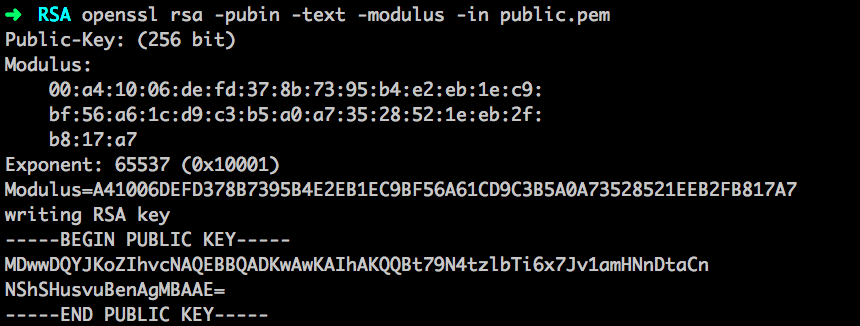 ➜ RSA openssl rsa -pubin -text -modulus -in public.pem
Public-Key: (256 bit)
Modulus:
    00:a4:10:06:de:fd:37:8b:73:95:b4:e2:eb:1e:c9:
    bf:56:a6:1c:d9:c3:b5:a0:a7:35:28:52:1e:eb:2f:
    b8:17:a7
Exponent: 65537 (0x10001)
Modulus=A41006DEFD378B7395B4E2EB1EC9BF56A61CD9C3B5A0A73528521EEB2FB817A7
writing RSA key
-----BEGIN PUBLIC KEY-----
MDwwDQYJKoZIhvcNAQEBBQADKwAwKAIhAKQQBt79N4tzlbTi6x7Jv1amHNnDtaCn
NShSHusvuBenAgMBAAE=
-----END PUBLIC KEY-----